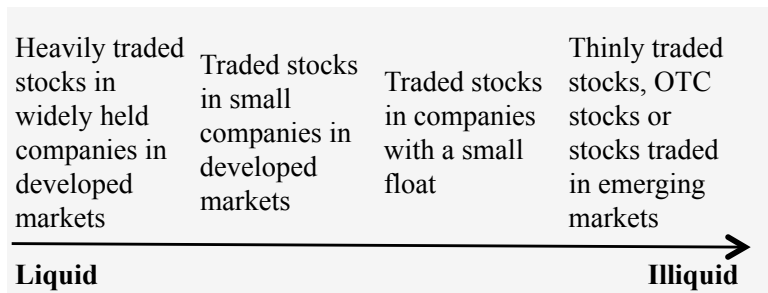 Heavily traded
stocks in
widely held
companies in
developed
markets
Traded stocks
in small
companies in
developed
markets
Traded stocks
in companies
with a small
float
Thinly traded
stocks, OTC
stocks or
stocks traded
in emerging
markets
Liquid
Illiquid